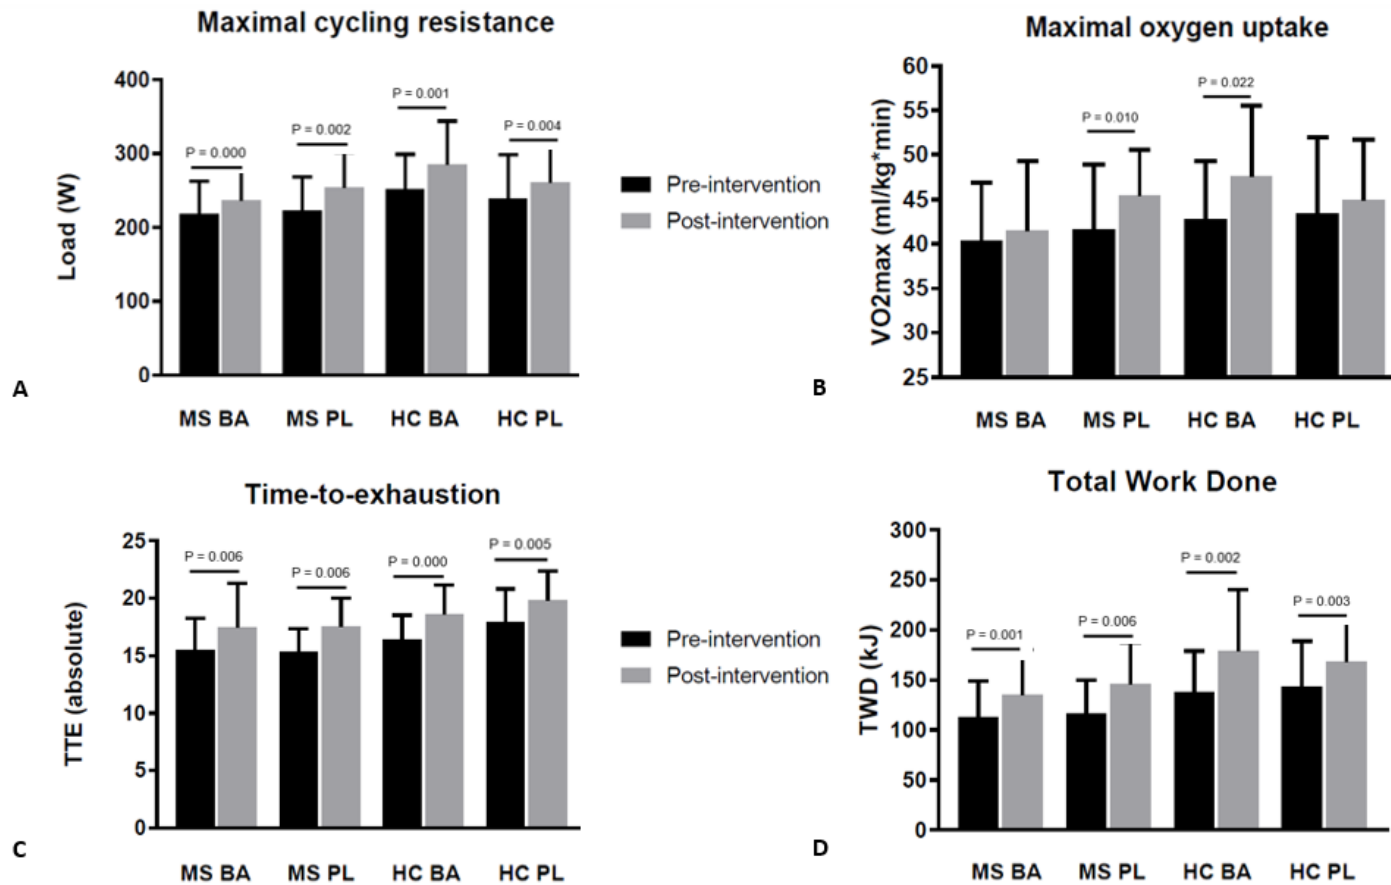 Maximal cycling resistance
400
300
200
100
0
Load (W)
P = 0.000
P = 0.002
P = 0.001
P = 0.004
MS BA
MS PL
HC BA
HC PL
Pre-intervention
Post-intervention
A
Maximal oxygen uptake
60
55
50
45
40
35
30
25
VO2max (ml/kg*min)
P = 0.010
P = 0.022
MS BA
MS PL
HC BA
HC PL
B
Time-to-exhaustion
25
20
15
10
5
0
TTE (absolute)
P = 0.006
P = 0.006
P = 0.000
P = 0.005
MS BA
MS PL
HC BA
HC PL
Pre-intervention
Post-intervention
C
Total Work Done
300
250
200
150
100
50
0
TWD (kJ)
P = 0.001
P = 0.006
P = 0.002
P = 0.003
MS BA
MS PL
HC BA
HC PL
D